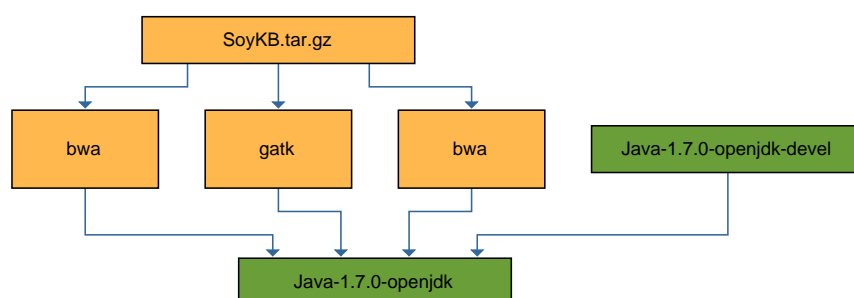 SoyKB.tar.gz
bwa
gatk
bwa
Java-1.7.0-openjdk-devel
Java-1.7.0-openjdk